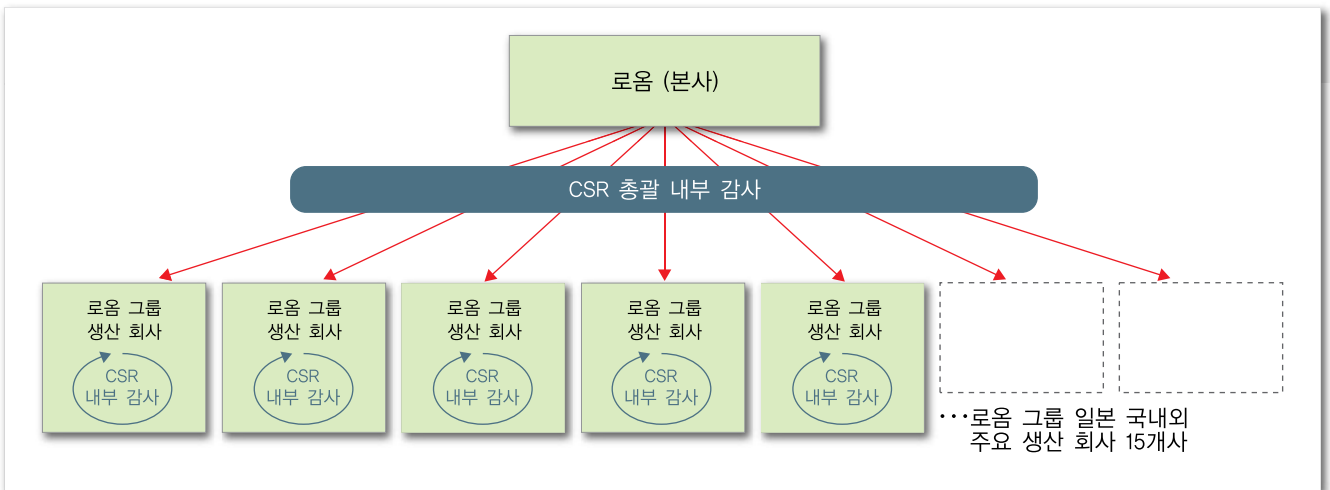 로옴 (본사)
CSR 총괄 내부 감사
로옴 그룹
생산 회사
CSR
내부 감사
로옴 그룹
생산 회사
CSR
내부 감사
로옴 그룹
생산 회사
CSR
내부 감사
로옴 그룹
생산 회사
CSR
내부 감사
로옴 그룹
생산 회사
CSR
내부 감사
···로옴 그룹 일본 국내외
주요 생산 회사 15개사